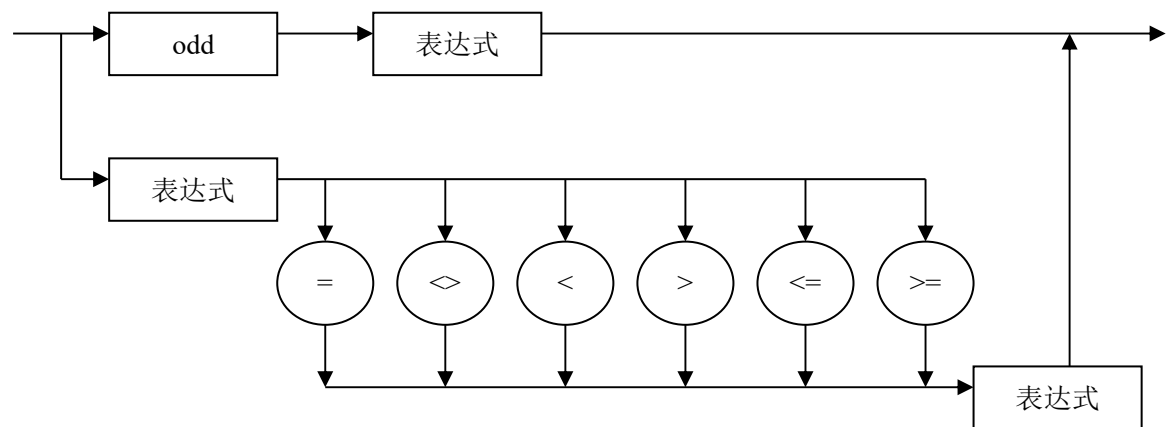 odd
表达式
表达式
=
<>
<
>
<=
>=
表达式